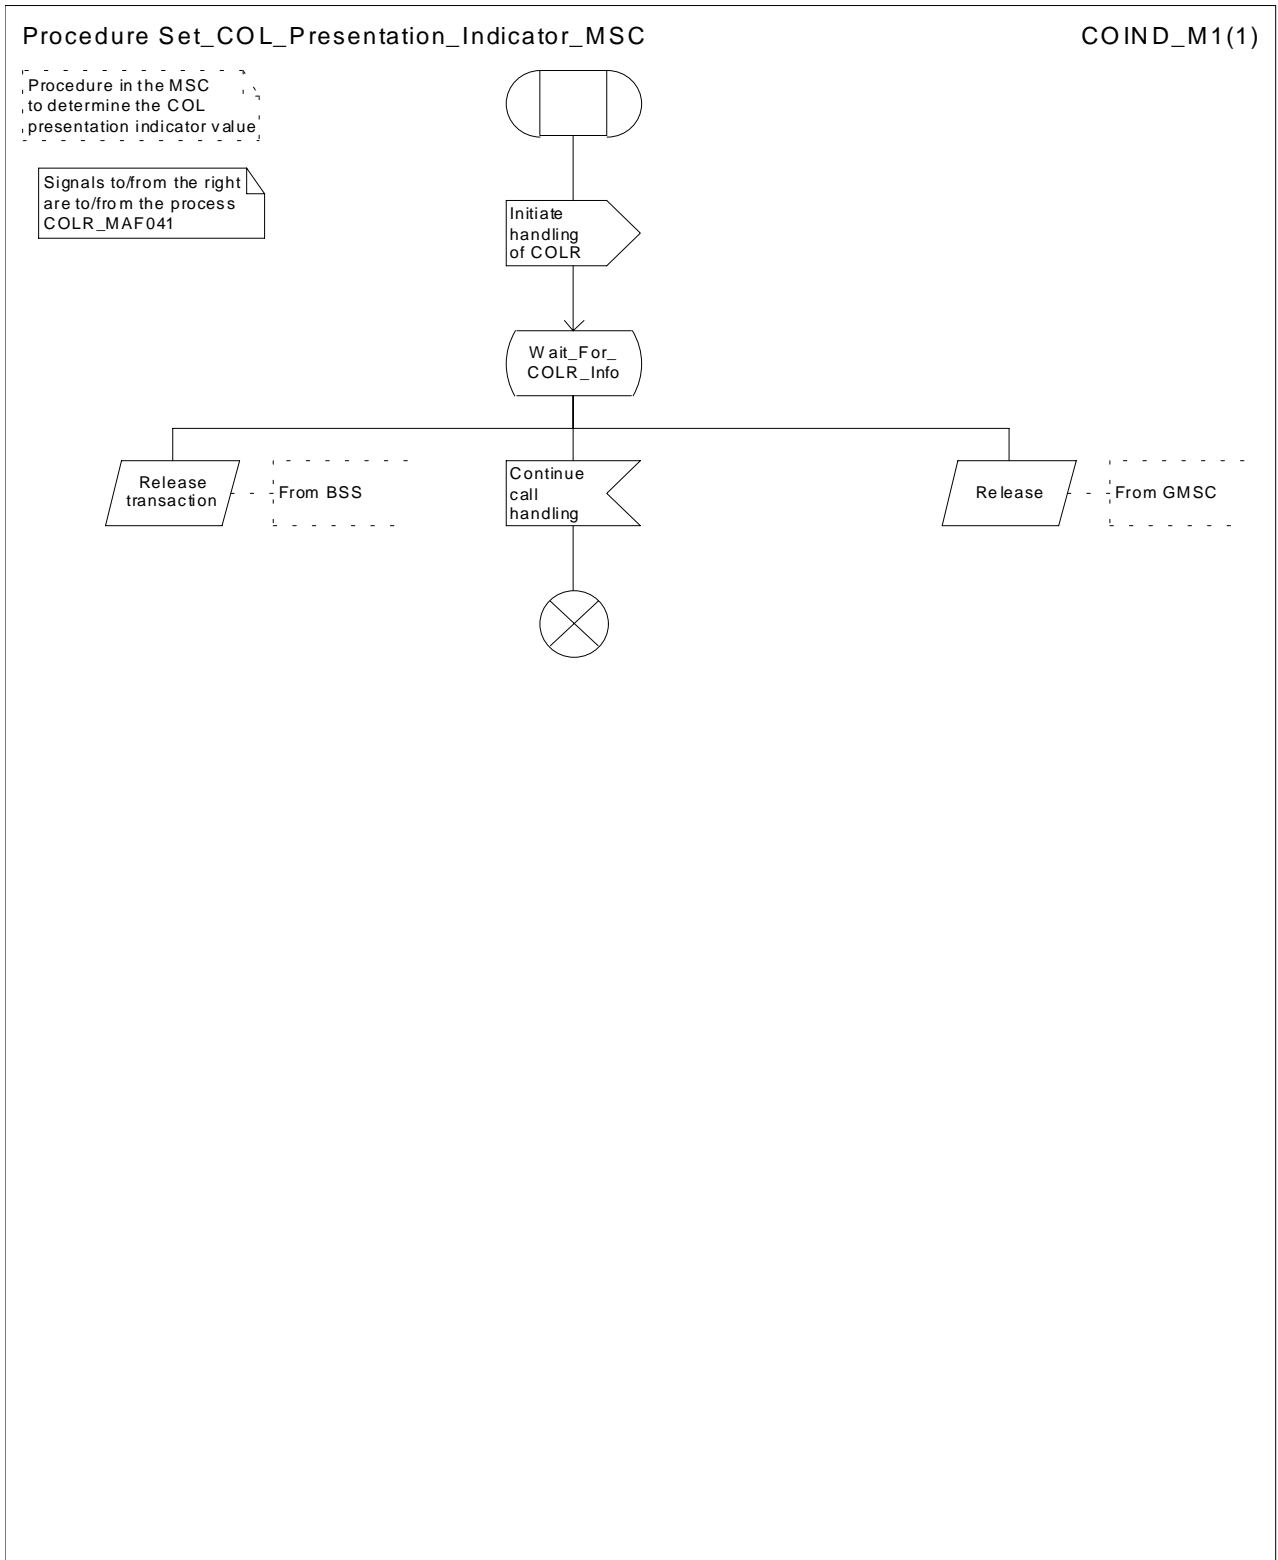 Procedure Set_COL_Presentation_Indicator_MSC
COIND_M1(1)
Procedure in the MSC
to determine the COL
presentation indicator value
Signals to/from the right
are to/from the process
COLR_MAF041
Initiate
handling
of COLR
Wait_For_
COLR_Info
Release
transaction
From BSS
Continue
call
handling
Release
From GMSC